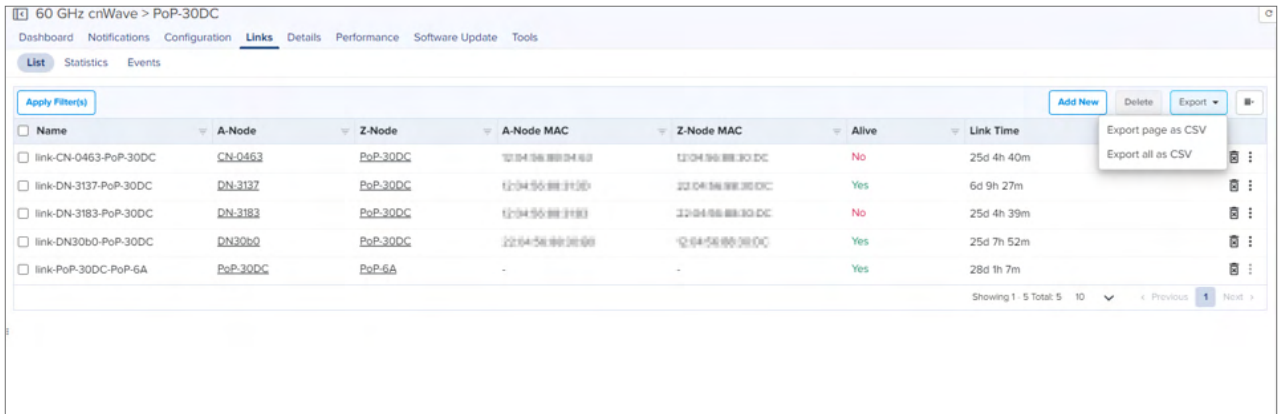 60 GHz cnWave > PoP-30DC
Dashboard Notifications Configuration Links Details Performance Software Update Tools
List Statistics Events
Apply Filter(s) Add New Delete Export
Name A-Node Z-Node A-Node MAC Z-Node MAC Alive Link Time
Export page as CSV
Export all as CSV
link-CN-0463-PoP-30DC CN-0463 PoP-30DC No 25d 4h 40m
link-DN-3137-PoP-30DC DN-3137 PoP-30DC Yes 6d 9h 27m
link-DN-3183-PoP-30DC DN-3183 PoP-30DC No 25d 4h 39m
link-DN30b0-PoP-30DC DN30b0 PoP-30DC Yes 25d 7h 52m
link-PoP-30DC-PoP-6A PoP-30DC PoP-6A - - Yes 28d 1h 7m
Showing 1 - 5 Total: 5 10 < Previous 1 Next >